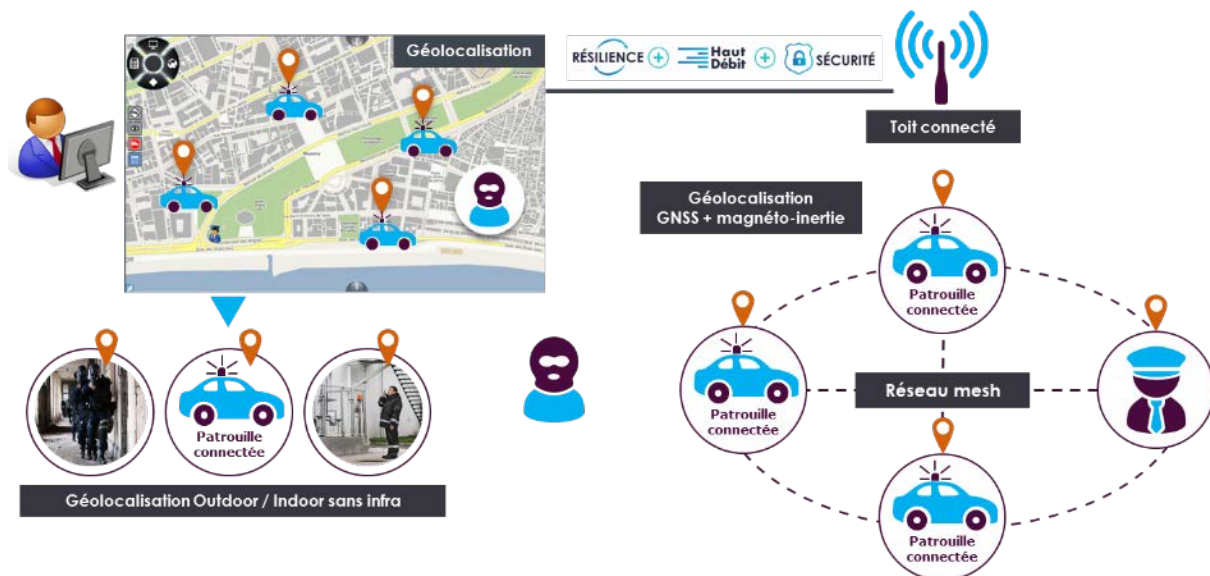 Géolocalisation
RÉSILIENCE + Haut Débit + SÉCURITÉ
Toit connecté
Géolocalisation
GNSS + magnéto-inertie
Patrouille
connectée
Patrouille
connectée
Réseau mesh
Patrouille
connectée
Patrouille
connectée
Géolocalisation Outdoor / Indoor sans infra